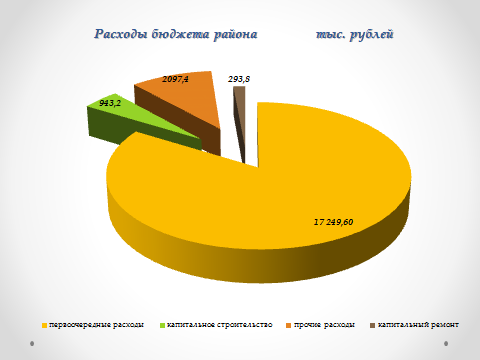 Расходы бюджета района тыс. рублей
2097,4
293,8
943,2
17 249,60
первоочередные расходы капитальное строительство прочие расходы капитальный ремонт